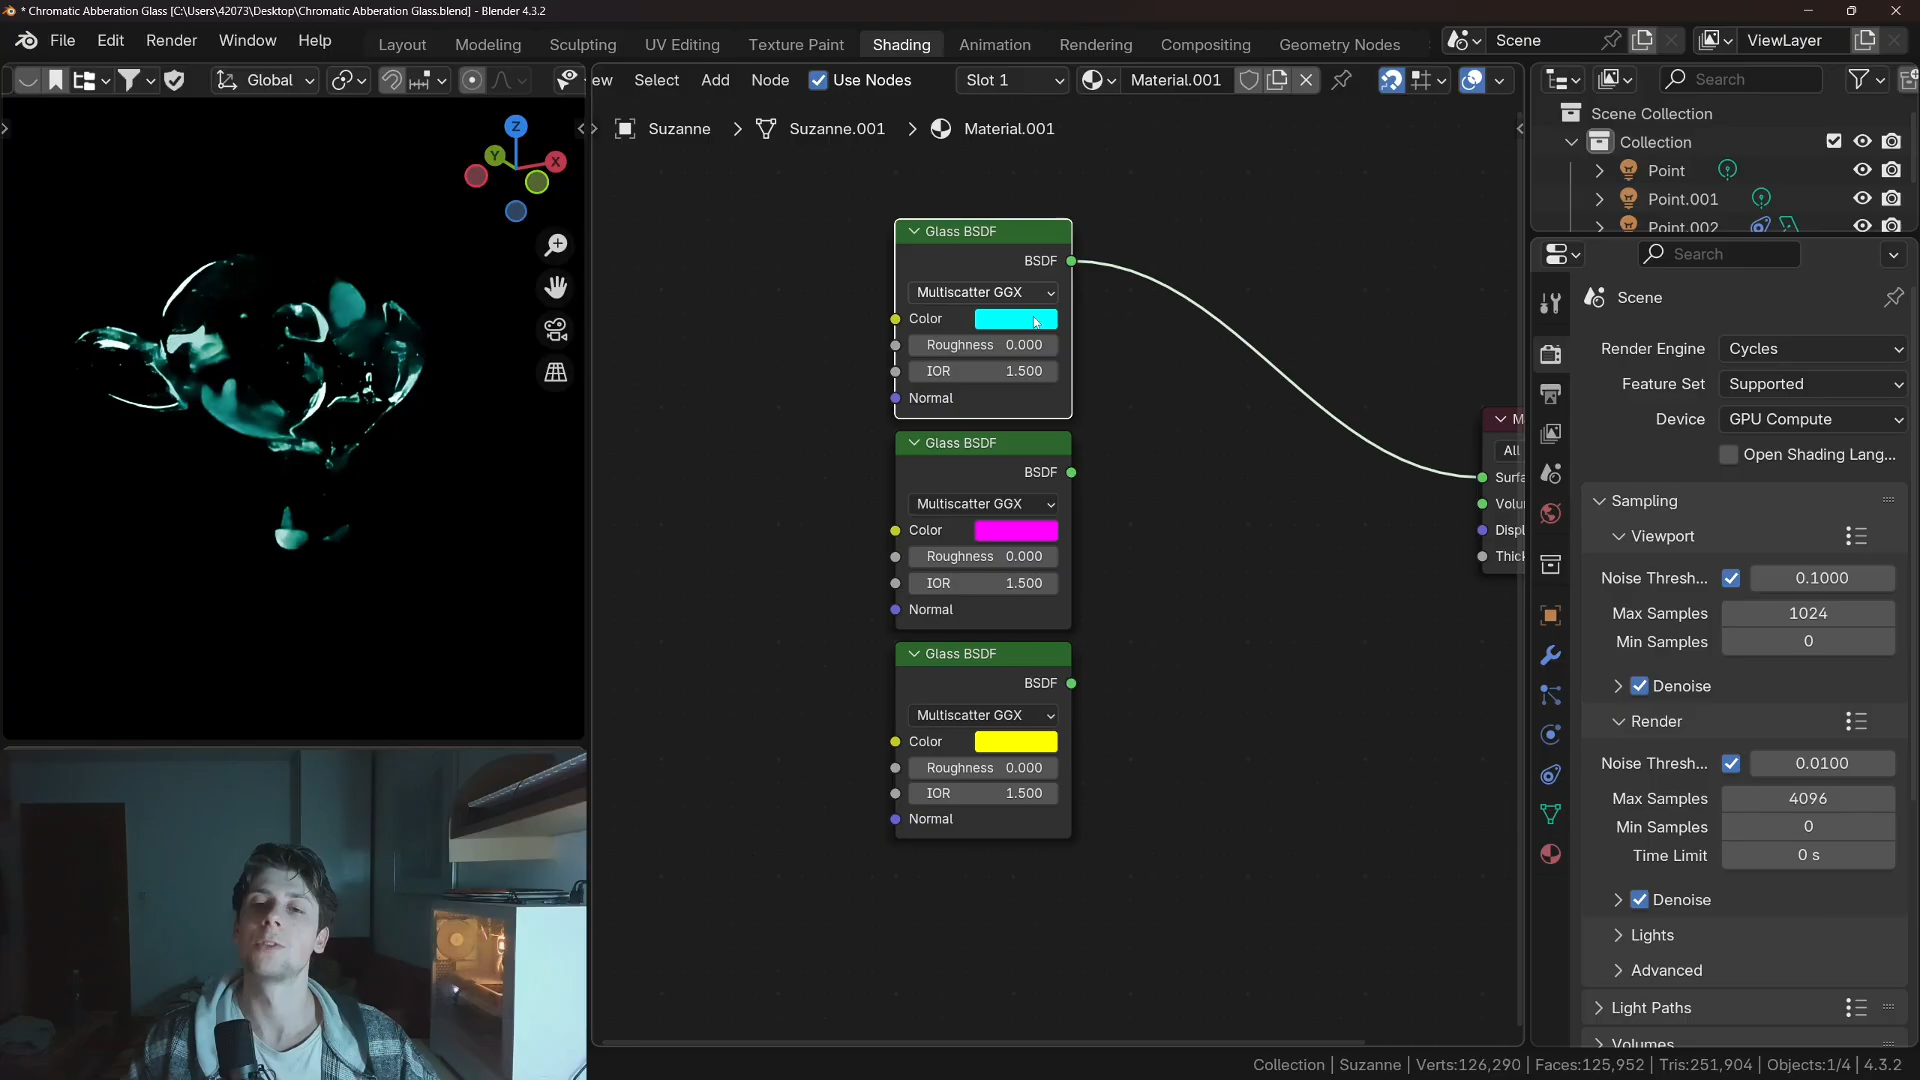 * Chromatic Abberation Glass [C:\Users\42073\Desktop\Chromatic Abberation Glass.blend] - Blender 4.3.2
File Edit Render Window Help Layout Modeling Sculpting UV Editing Texture Paint Shading Animation Rendering Compositing Geometry Nodes Scene ViewLayer
Global ew Select Add Node Use Nodes Slot 1 Material.001 Search
Suzanne Suzanne.001 Material.001
Z
Y
X
Scene Collection
Collection
Point
Point.001
Point.002
Search
Scene
Render Engine Cycles
Feature Set Supported
Device GPU Compute
Open Shading Lang...
Sampling
Viewport
Noise Thresh... 0.1000
Max Samples 1024
Min Samples 0
Denoise
Render
Noise Thresh... 0.0100
Max Samples 4096
Min Samples 0
Time Limit 0 s
Denoise
Lights
Advanced
Light Paths
Volumes
Glass BSDF
BSDF
Multiscatter GGX
Color
Roughness 0.000
IOR 1.500
Normal
Glass BSDF
BSDF
Multiscatter GGX
Color
Roughness 0.000
IOR 1.500
Normal
Glass BSDF
BSDF
Multiscatter GGX
Color
Roughness 0.000
IOR 1.500
Normal
M
All
Surfa
Volu
Displ
Thick
Collection | Suzanne | Verts:126,290 | Faces:125,952 | Tris:251,904 | Objects:1/4 | 4.3.2